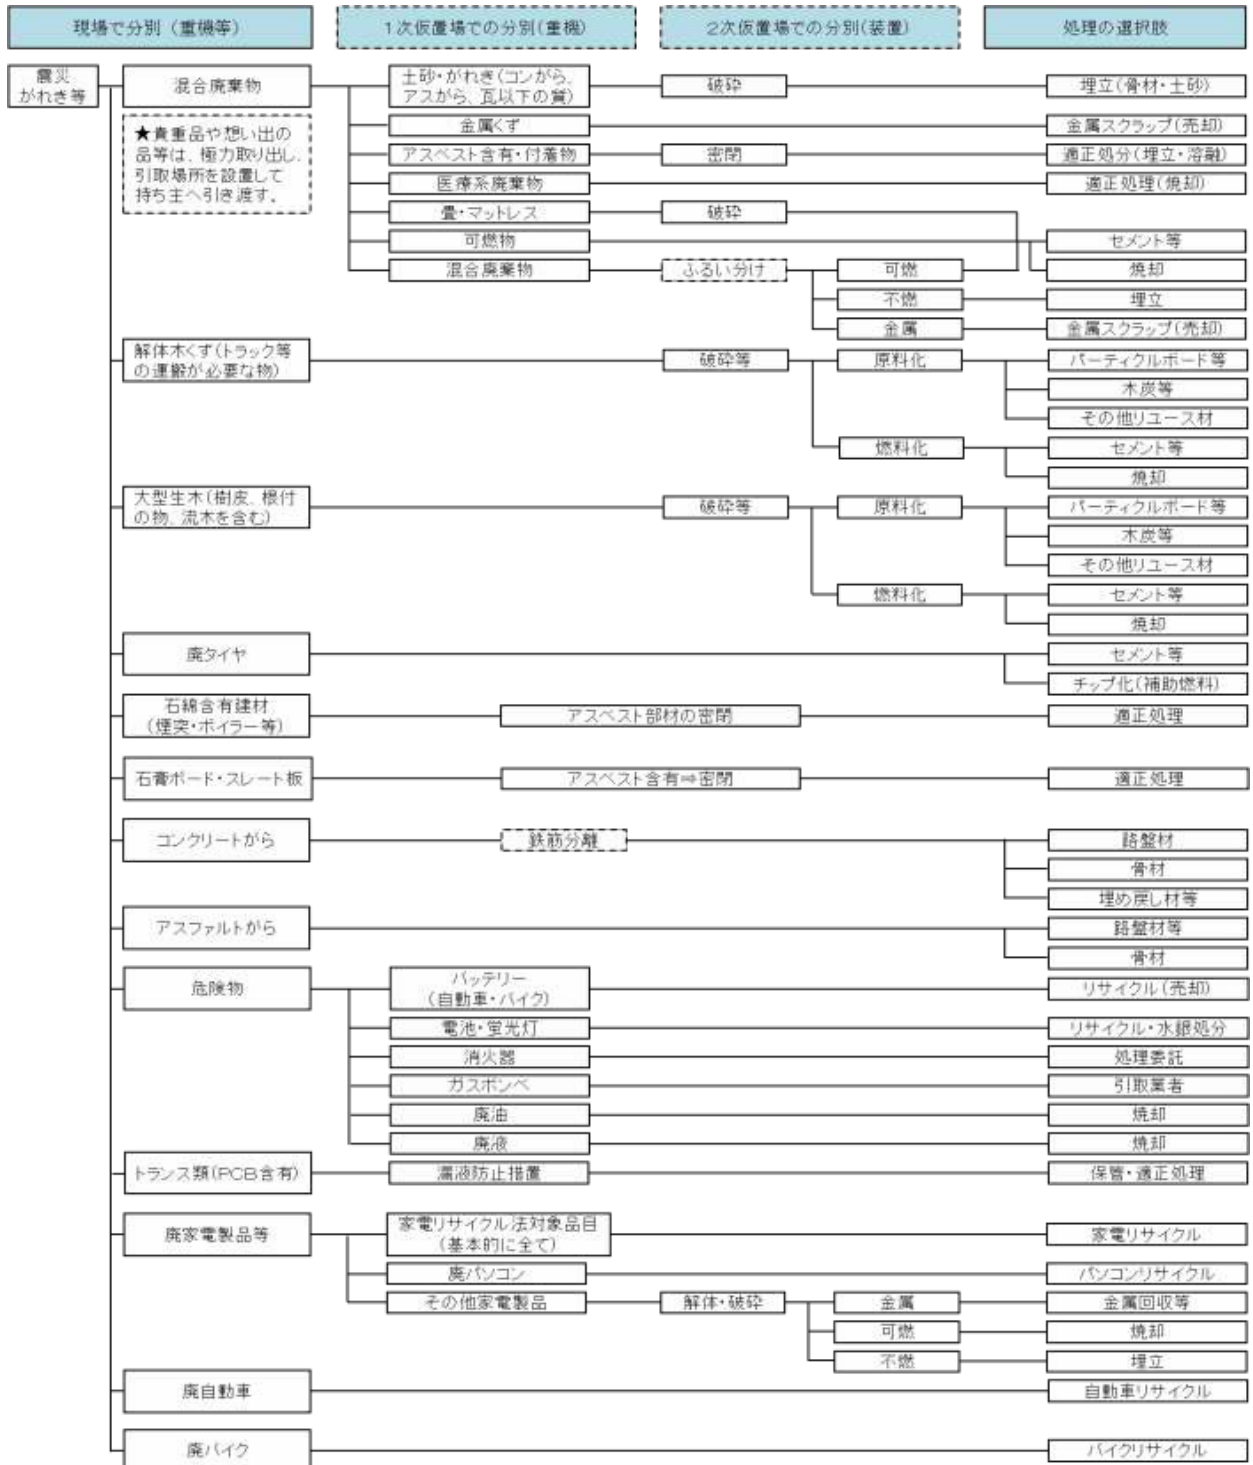 現場で分別（重機等）
1次仮置場での分別(重機)
2次仮置場での分別(装置)
処理の選択肢
震災
がれき等
混合廃棄物
土砂・がれき(コンがら、
アスがら、瓦以下の質)
破砕
埋立(骨材・土砂)
★貴重品や想い出の
品等は、極力取り出し、
引取場所を設置して
持ち主へ引き渡す。
金属くず
金属スクラップ(売却)
アスベスト含有・付着物
密閉
適正処分(埋立・溶融)
医療系廃棄物
適正処理(焼却)
畳・マットレス
破砕
可燃物
セメント等
混合廃棄物
ふるい分け
可燃
焼却
不燃
埋立
金属
金属スクラップ(売却)
解体木くず(トラック等
の運搬が必要な物)
破砕等
原料化
パーティクルボード等
木炭等
その他リユース材
燃料化
セメント等
焼却
大型生木(樹皮、根付
の物、流木を含む)
破砕等
原料化
パーティクルボード等
木炭等
その他リユース材
燃料化
セメント等
焼却
廃タイヤ
セメント等
チップ化(補助燃料)
石綿含有建材
(煙突・ボイラー等)
アスベスト部材の密閉
適正処理
石膏ボード・スレート板
アスベスト含有⇒密閉
適正処理
コンクリートがら
鉄筋分離
路盤材
骨材
埋め戻し材等
アスファルトがら
路盤材等
骨材
危険物
バッテリー
(自動車・バイク)
リサイクル(売却)
電池・蛍光灯
リサイクル・水銀処分
消火器
処理委託
ガスボンベ
引取業者
廃油
焼却
廃液
焼却
トランス類(PCB含有)
漏液防止措置
保管・適正処理
廃家電製品等
家電リサイクル法対象品目
(基本的に全て)
家電リサイクル
廃パソコン
パソコンリサイクル
その他家電製品
解体・破砕
金属
金属回収等
可燃
焼却
不燃
埋立
廃自動車
自動車リサイクル
廃バイク
バイクリサイクル